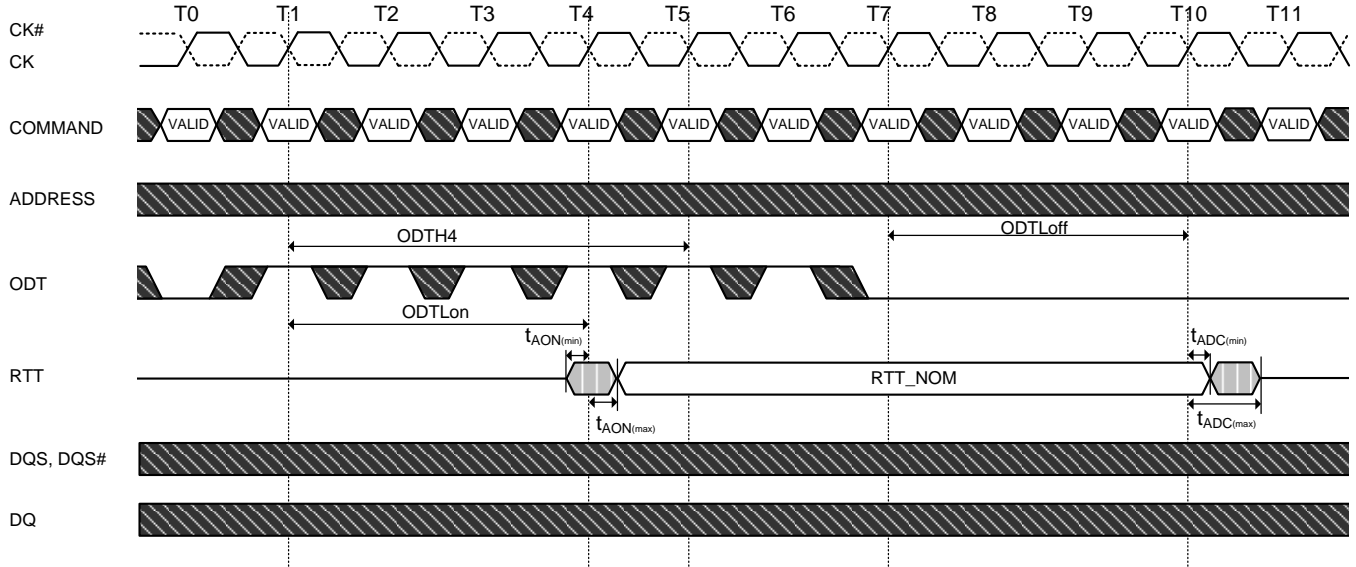 T0 T1 T2 T3 T4 T5 T6 T7 T8 T9 T10 T11
CK#
CK
COMMAND VALID VALID VALID VALID VALID VALID VALID VALID VALID VALID VALID VALID
ADDRESS
ODTH4 ODTLoff
ODT
ODTLon
tAON(min) tADC(min)
RTT RTT_NOM
tAON(max) tADC(max)
DQS, DQS#
DQ